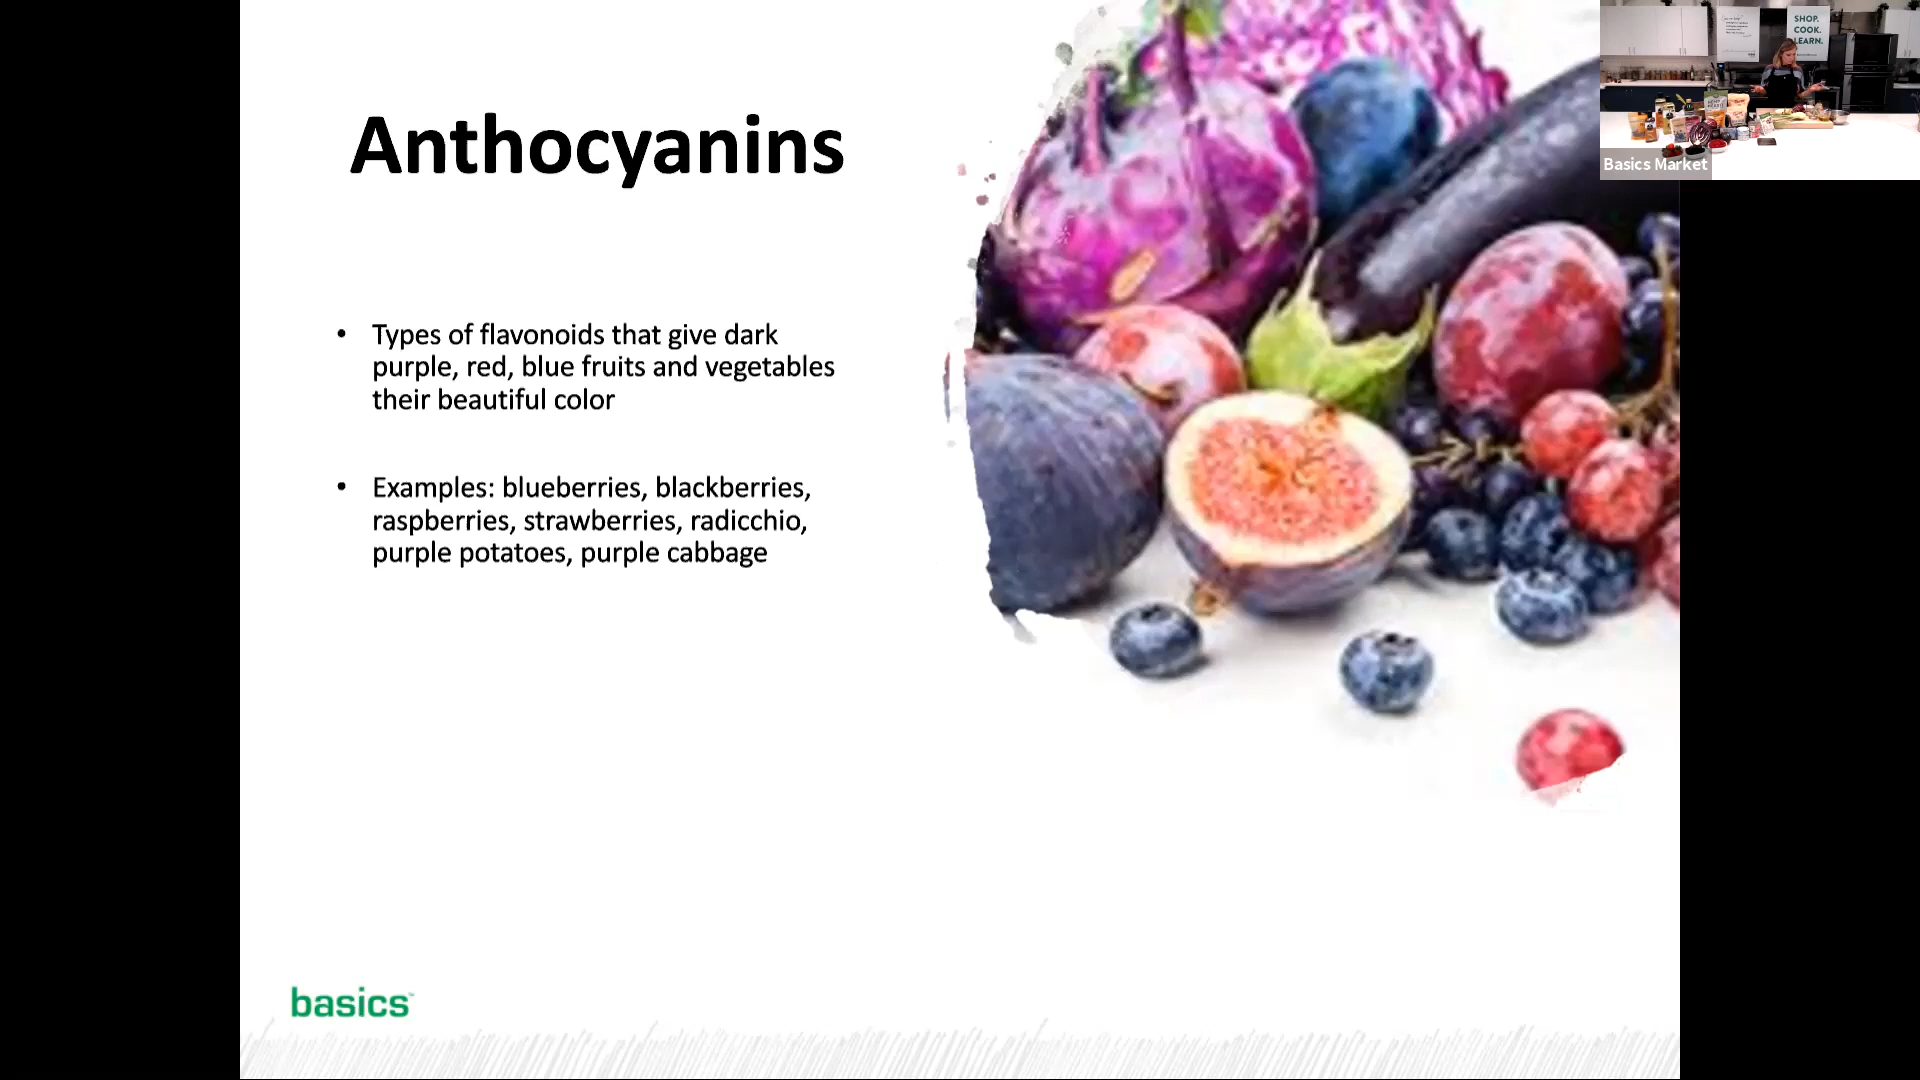 Anthocyanins
• Types of flavonoids that give dark
purple, red, blue fruits and vegetables
their beautiful color
• Examples: blueberries, blackberries,
raspberries, strawberries, radicchio,
purple potatoes, purple cabbage
basics™
SHOP.
COOK.
LEARN.
Basics Market